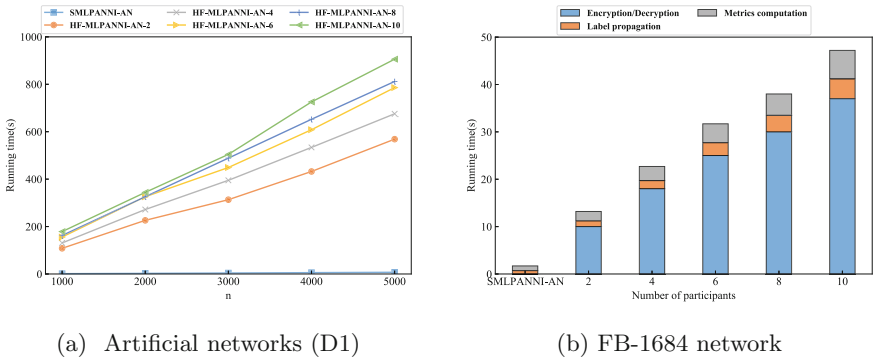 SMLPANNI-AN HF-MLPANNI-AN-4 HF-MLPANNI-AN-8
HF-MLPANNI-AN-2 HF-MLPANNI-AN-6 HF-MLPANNI-AN-10
1000
800
600
400
200
0
Running time(s)
1000 2000 3000 4000 5000
n
(a) Artificial networks (D1)
Encryption/Decryption Metrics computation
Label propagation
50
40
30
20
10
0
Running time(s)
SMLPANNI-AN 2 4 6 8 10
Number of participants
(b) FB-1684 network